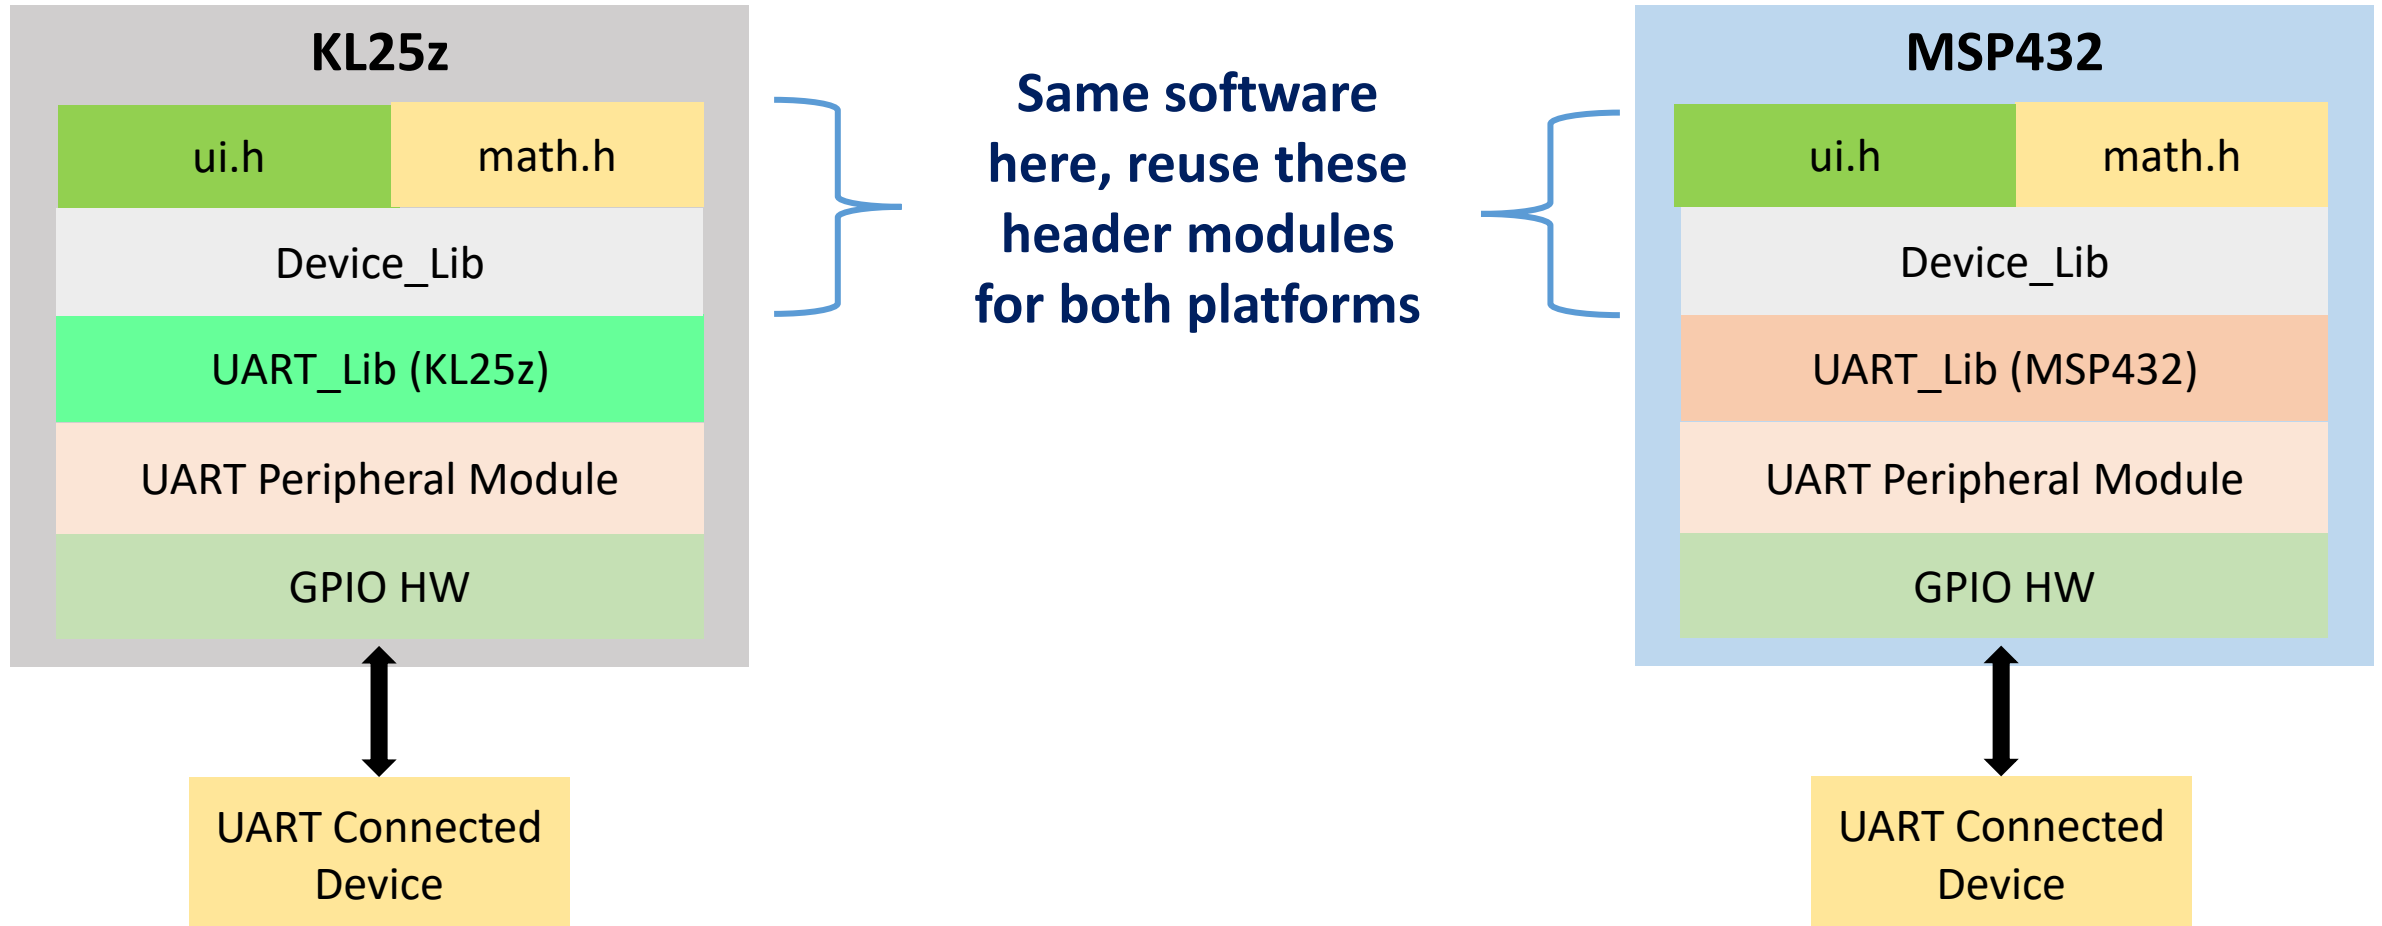 KL25z
ui.h
math.h
Device_Lib
UART_Lib (KL25z)
UART Peripheral Module
GPIO HW
UART Connected
Device
Same software
here, reuse these
header modules
for both platforms
MSP432
ui.h
math.h
Device_Lib
UART_Lib (MSP432)
UART Peripheral Module
GPIO HW
UART Connected
Device